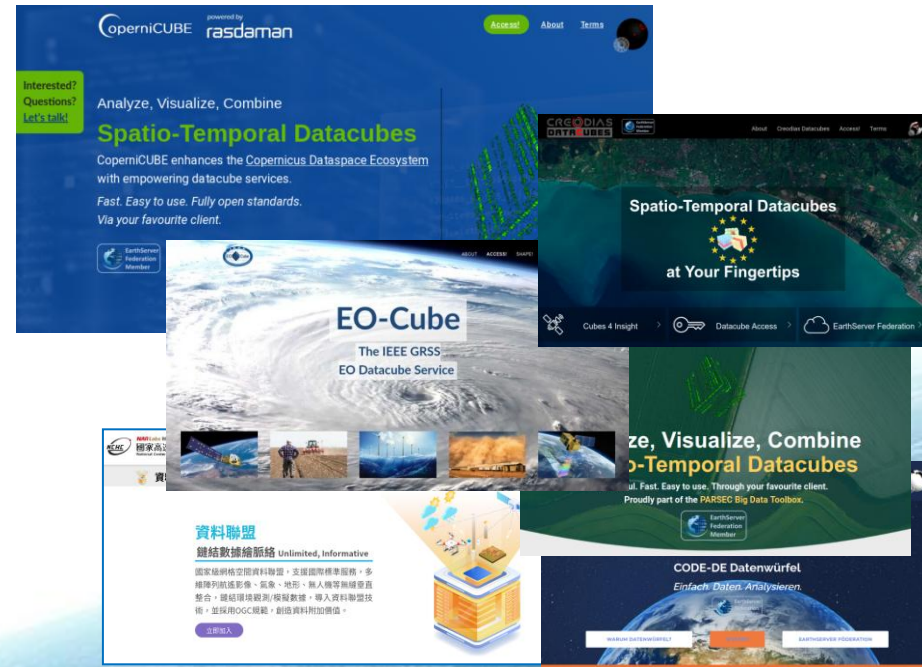 OperniCUBE
powered by
rasdaman
Access!
About
Terms
Interested?
Questions?
Let's talk!
Analyze, Visualize, Combine
Spatio-Temporal Datacubes
CoperniCUBE enhances the Copernicus Dataspace Ecosystem
with empowering datacube services.
Fast. Easy to use. Fully open standards.
Via your favourite client.
EarthServer
Federation
Member
CREODIAS
DATACUBES
About
Creodias Datacubes
Access!
Terms
Spatio-Temporal Datacubes
at Your Fingertips
Cubes 4 Insight
Datacube Access
EarthServer Federation
ABOUT
ACCESS!
SHAPE!
EO-Cube
The IEEE GRSS
EO Datacube Service
ze, Visualize, Combine
o-Temporal Datacubes
ul. Fast. Easy to use. Through your favourite client.
Proudly part of the PARSEC Big Data Toolbox.
EarthServer
Federation
Member
NCHC
國家高
資料聯盟
鏈結數據繪脈絡 Unlimited, Informative
國家級網格空間資料聯盟，支援國際標準服務，多
維陣列航遙影像、氣象、地形、無人機等無縫垂直
整合，鏈結環境觀測/模擬數據，導入資料聯盟技
術，並採用OGC規範，創造資料附加價值。
立即加入
CODE-DE Datenwürfel
Einfach. Daten. Analysieren.
WARUM DATENWÜRFEL?
EARTHSERVER FEDERATION